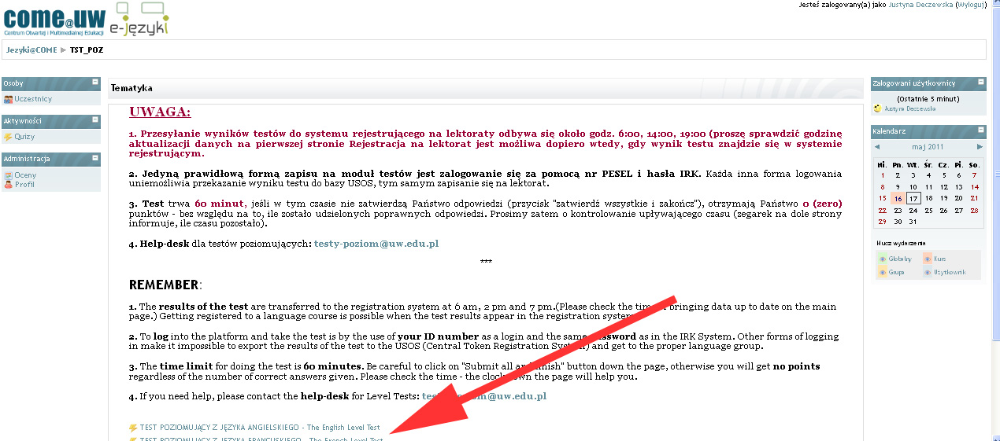 Jesteś zalogowany(a) jako Justyna Deczewska (Wyloguj)
come@uw
Centrum Otwartej i Multimedialnej Edukacji
e-języki
Jezyki@COME ► TST_POZ
Osoby
Uczestnicy
Aktywności
Quizy
Administracja
Oceny
Profil
Tematyka
UWAGA:
1. Przesyłanie wyników testów do systemu rejestrującego na lektoraty odbywa się około godz. 6:00, 14:00, 19:00 (proszę sprawdzić godzinę
aktualizacji danych na pierwszej stronie Rejestracja na lektorat jest możliwa dopiero wtedy, gdy wynik testu znajdzie się w systemie
rejestrującym.
2. Jedyną prawidłową formą zapisu na moduł testów jest zalogowanie się za pomocą nr PESEL i hasła IRK. Każda inna forma logowania
uniemożliwia przekazanie wyniku testu do bazy USOS, tym samym zapisanie się na lektorat.
3. Test trwa 60 minut, jeśli w tym czasie nie zatwierdzą Państwo odpowiedzi (przycisk "zatwierdź wszystkie i zakończ"), otrzymają Państwo 0 (zero)
punktów - bez względu na to, ile zostało udzielonych poprawnych odpowiedzi. Prosimy zatem o kontrolowanie upływającego czasu (zegarek na dole strony
informuje, ile czasu pozostało).
4. Help-desk dla testów poziomujących: testy-poziom@uw.edu.pl
***
REMEMBER:
1. The results of the test are transferred to the registration system at 6 am, 2 pm and 7 pm.(Please check the time bringing data up to date on the main
page.) Getting registered to a language course is possible when the test results appear in the registration system
2. To log into the platform and take the test is by the use of your ID number as a login and the same password as in the IRK System. Other forms of logging
in make it impossible to export the results of the test to the USOS (Central Token Registration System) and get to the proper language group.
3. The time limit for doing the test is 60 minutes. Be careful to click on "Submit all and finish" button down the page, otherwise you will get no points
regardless of the number of correct answers given. Please check the time - the clock down the page will help you.
4. If you need help, please contact the help-desk for Level Tests: @uw.edu.pl
TEST POZIOMUJĄCY Z JĘZYKA ANGIELSKIEGO - The English Level Test
TEST POZIOMUJĄCY Z JĘZYKA FRANCUSKIEGO - The French Level Test
Zalogowani użytkownicy
(Ostatnie 5 minut)
Justyna Deczewska
Kalendarz
◄ maj 2011 ►
Ni. Pn. Wt. Śr. Cz. Pi. So.
1 2 3 4 5 6 7
8 9 10 11 12 13 14
15 16 17 18 19 20 21
22 23 24 25 26 27 28
29 30 31
Klucz wydarzenia
Globalny Kurs
Grupa Użytkownik